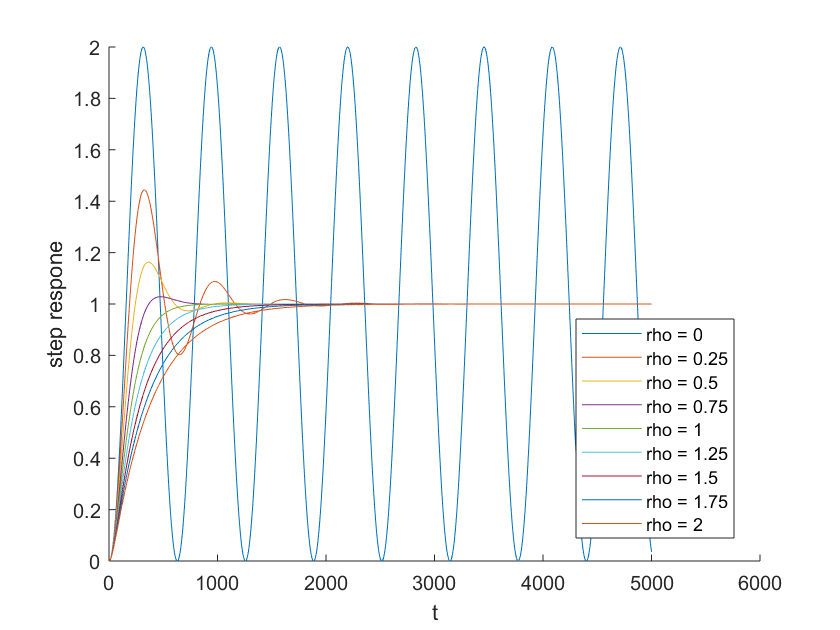 2
1.8
1.6
1.4
1.2
1
0.8
0.6
0.4
0.2
0
step respone
0 1000 2000 3000 4000 5000 6000
t
rho = 0
rho = 0.25
rho = 0.5
rho = 0.75
rho = 1
rho = 1.25
rho = 1.5
rho = 1.75
rho = 2